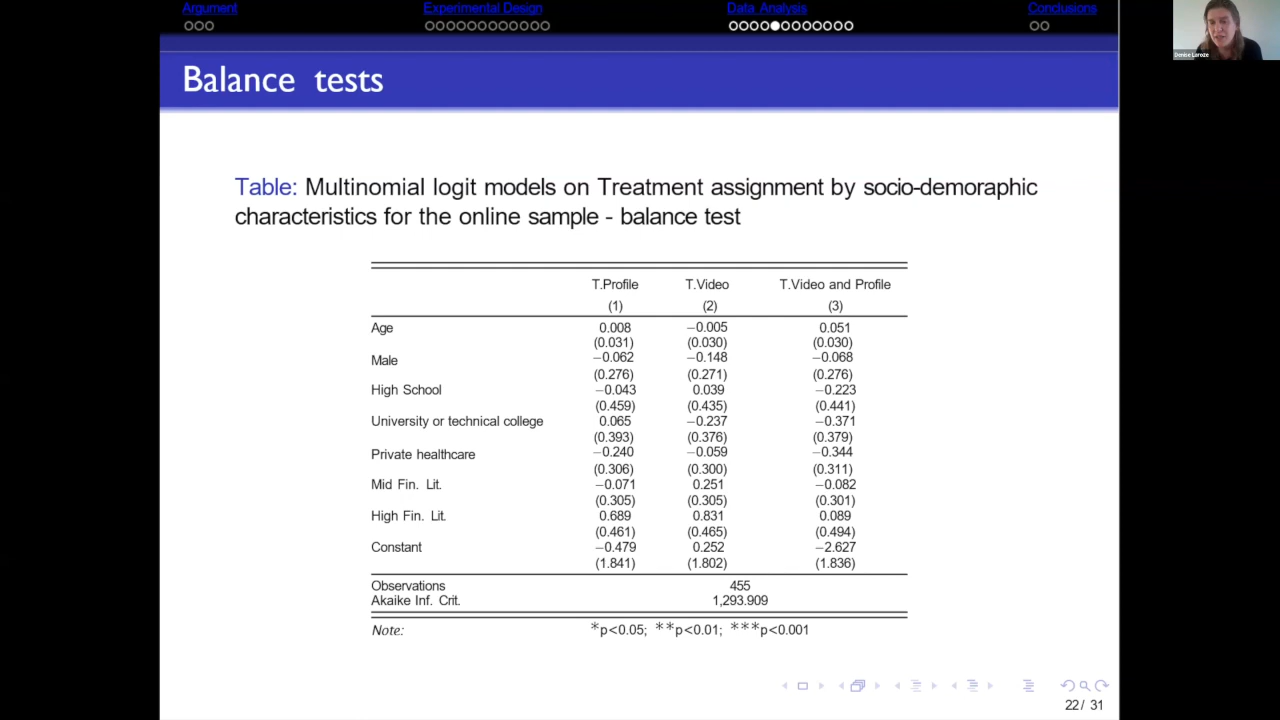 Argument Experimental Design Data Analysis Conclusions
Denise Laroze
Balance tests
Table: Multinomial logit models on Treatment assignment by socio-demoraphic
characteristics for the online sample - balance test
T.Profile T.Video T.Video and Profile
(1) (2) (3)
Age 0.008 −0.005 0.051
(0.031) (0.030) (0.030)
Male −0.062 −0.148 −0.068
(0.276) (0.271) (0.276)
High School −0.043 0.039 −0.223
(0.459) (0.435) (0.441)
University or technical college 0.065 −0.237 −0.371
(0.393) (0.376) (0.379)
Private healthcare −0.240 −0.059 −0.344
(0.306) (0.300) (0.311)
Mid Fin. Lit. −0.071 0.251 −0.082
(0.305) (0.305) (0.301)
High Fin. Lit. 0.689 0.831 0.089
(0.461) (0.465) (0.494)
Constant −0.479 0.252 −2.627
(1.841) (1.802) (1.836)
Observations 455
Akaike Inf. Crit. 1,293.909
Note: *p<0.05; **p<0.01; ***p<0.001
22/ 31